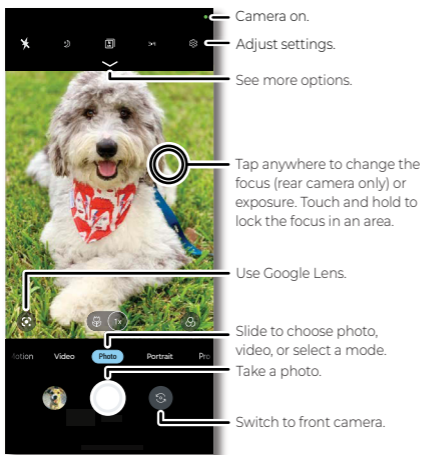 Camera on.
Adjust settings.
See more options.
Tap anywhere to change the
focus (rear camera only) or
exposure. Touch and hold to
lock the focus in an area.
Use Google Lens.
1x
Slide to choose photo,
video, or select a mode.
otion Video Photo Portrait Pro
Take a photo.
Switch to front camera.